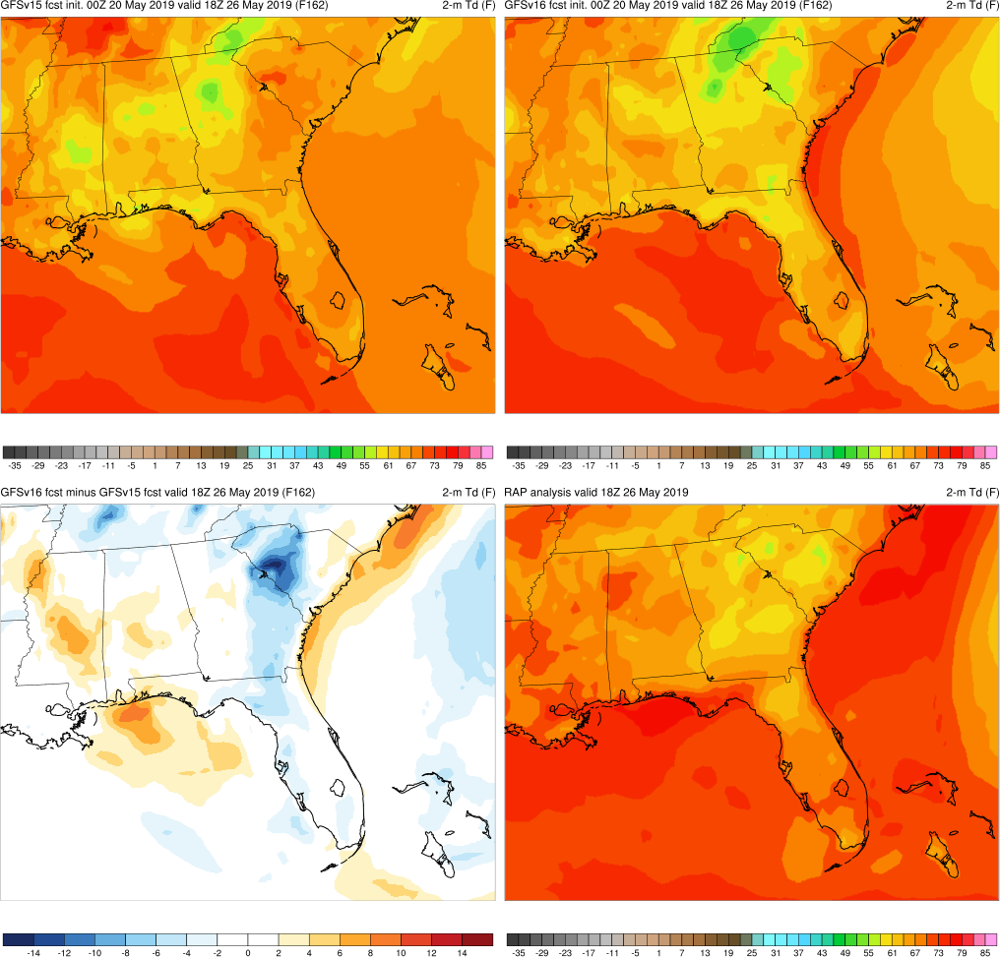 GFSv15 fcst init. 00Z 20 May 2019 valid 18Z 26 May 2019 (F162) 2-m Td (F)
GFSv16 fcst init. 00Z 20 May 2019 valid 18Z 26 May 2019 (F162) 2-m Td (F)
-35 -29 -23 -17 -11 -5 1 7 13 19 25 31 37 43 49 55 61 67 73 79 85
-35 -29 -23 -17 -11 -5 1 7 13 19 25 31 37 43 49 55 61 67 73 79 85
GFSv16 fcst minus GFSv15 fcst valid 18Z 26 May 2019 (F162) 2-m Td (F)
RAP analysis valid 18Z 26 May 2019 2-m Td (F)
-14 -12 -10 -8 -6 -4 -2 0 2 4 6 8 10 12 14
-35 -29 -23 -17 -11 -5 1 7 13 19 25 31 37 43 49 55 61 67 73 79 85